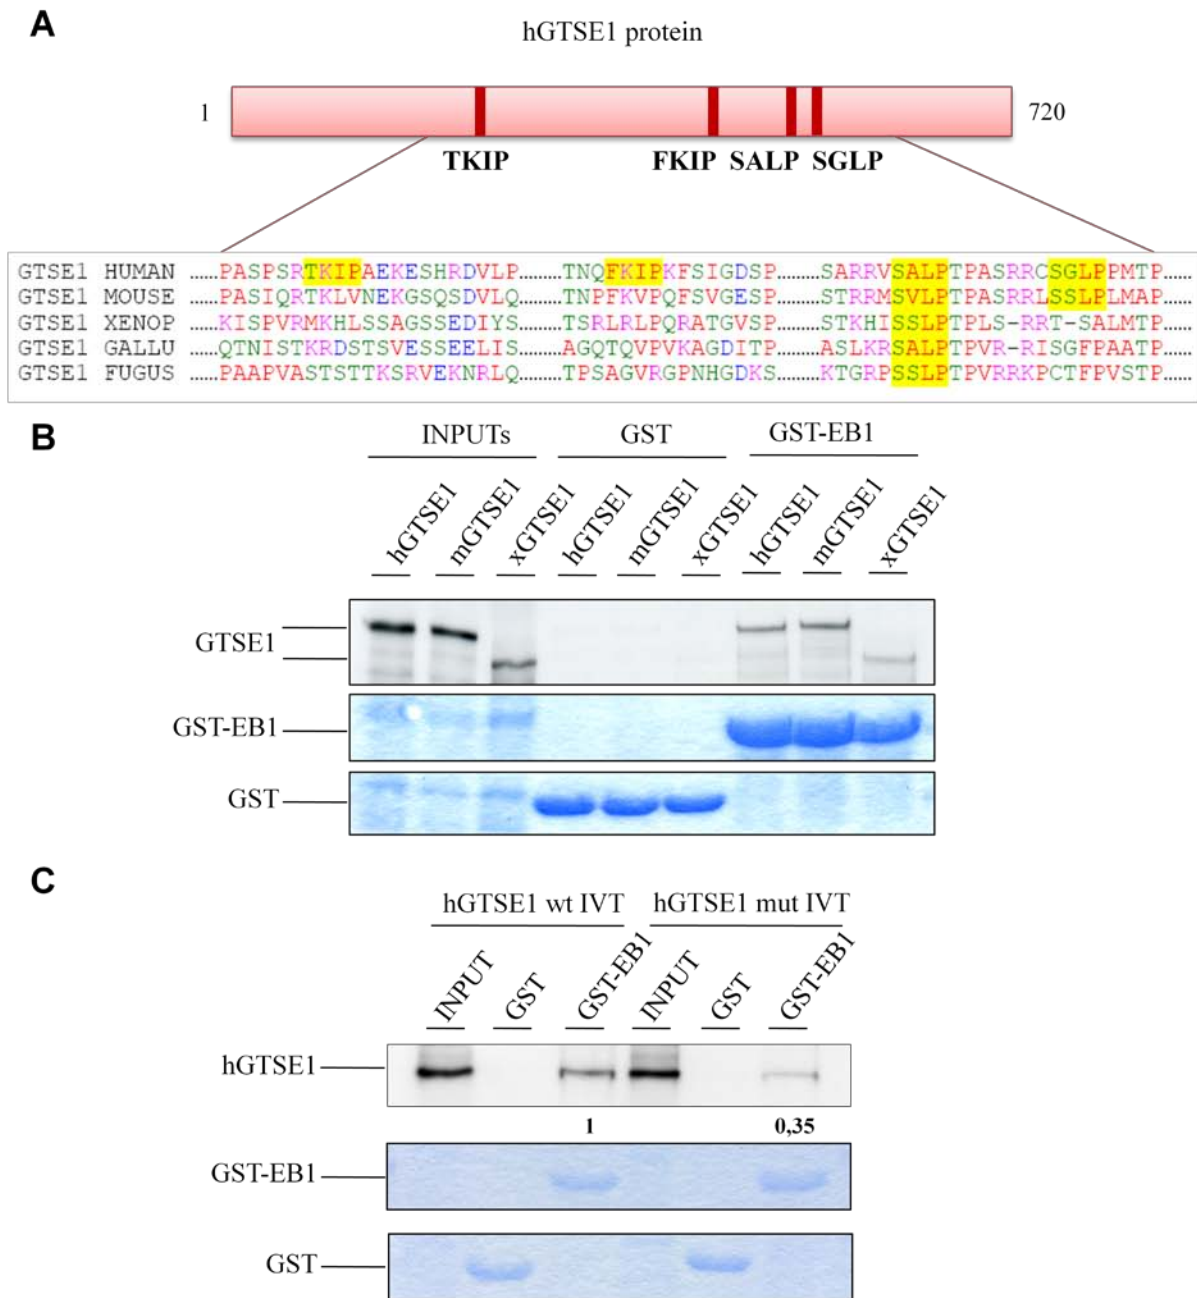 A
hGTSE1 protein
1
720
TKIP FKIP SALP SGLP
GTSE1 HUMAN ......PASPSRTKIPAEKESHRDVLP........TNQFKIPKFSIGDSP......SARRVSALPTPASRRCSGLPPMTP......
GTSE1 MOUSE ......PASIQRTKLVNEKGSQSDVLQ........TNPFKVPQFSVGESP......STRRMSVLPTPASRRLSSLPLMAP......
GTSE1 XENOP ......KISPVRMKHLSSAGSSEDIYS........TSRLRLPQRATGVSP......STKHISSLPTPLS-RRT-SALMTP......
GTSE1 GALLU ......QTNISTKRDSTSVESSEELIS........AGQTQVPVKAGDITP......ASLKRSALPTPVR-RISGFPAATP......
GTSE1 FUGUS ......PAAPVASTSTTKSRVEKNRLQ........TPSAGVRGPNHGDKS......KTGRPSSLPTPVRRKPCTFPVSTP......
B
INPUTs GST GST-EB1
hGTSE1 mGTSE1 xGTSE1 hGTSE1 mGTSE1 xGTSE1 hGTSE1 mGTSE1 xGTSE1
GTSE1
GST-EB1
GST
C
hGTSE1 wt IVT hGTSE1 mut IVT
INPUT GST GST-EB1 INPUT GST GST-EB1
hGTSE1
1 0,35
GST-EB1
GST